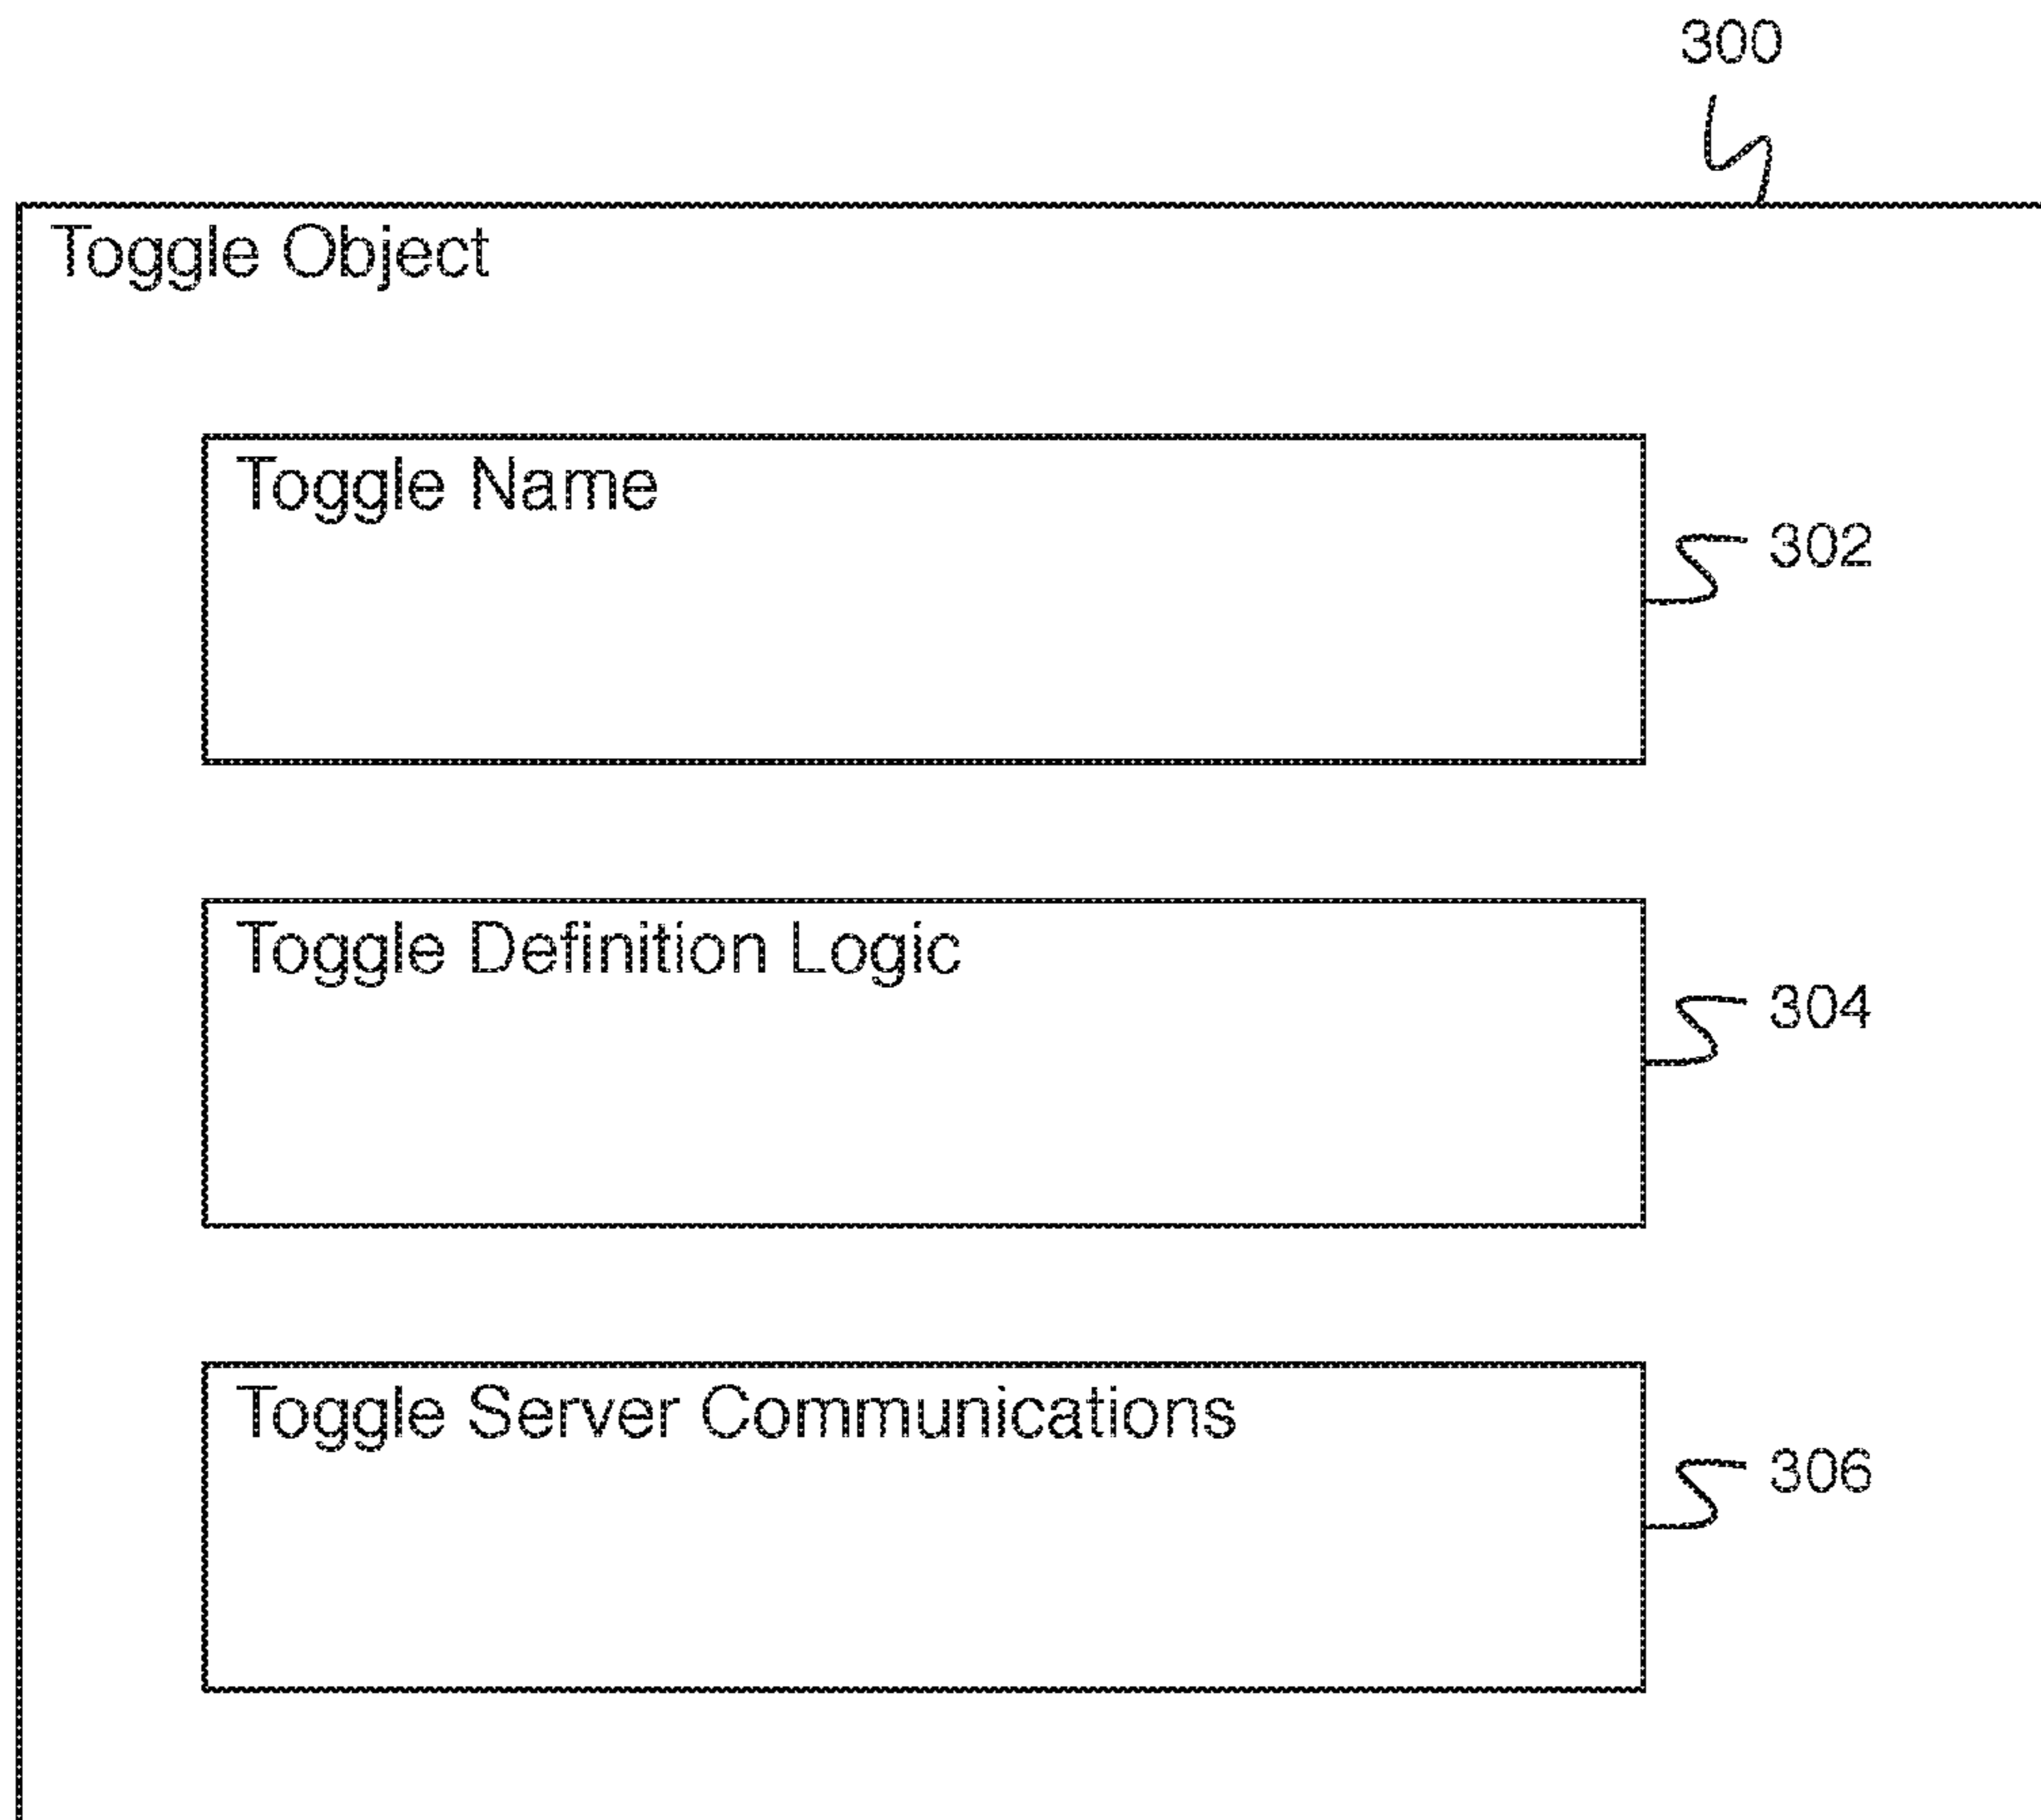 300
Toggle Object
Toggle Name
302
Toggle Definition Logic
304
Toggle Server Communications
306